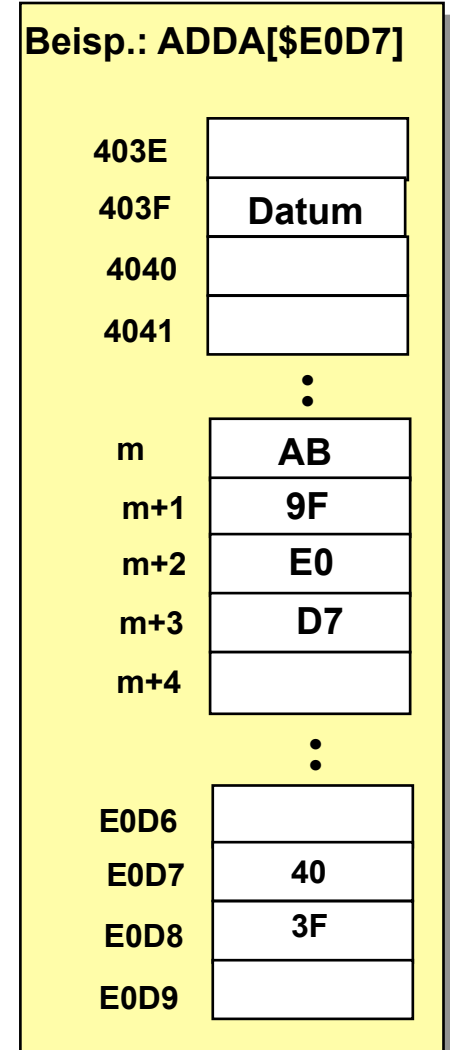 Beisp.: ADDA[$E0D7]
403E
403F Datum
4040
4041
:
m AB
m+1 9F
m+2 E0
m+3 D7
m+4
:
E0D6
E0D7 40
E0D8 3F
E0D9